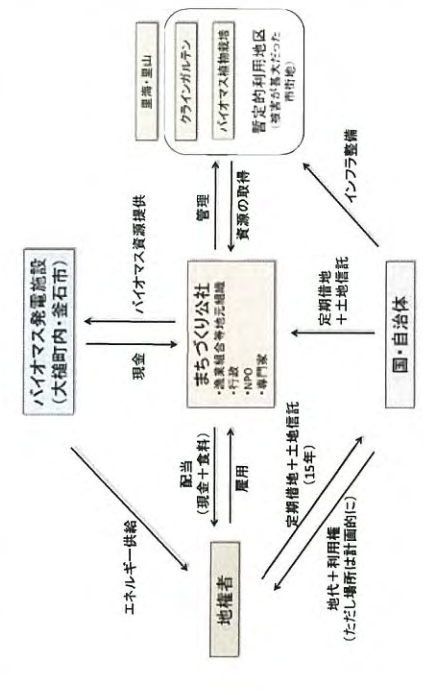 バイオマス発電施設
(大槌町内・釜石市)
エネルギー供給
現金
バイオマス資源提供
里海・里山
クラインガルテン
バイオマス植物栽培
暫定的利用地区
(被害が甚大だった
市街地)
地権者
配当
(現金+食料)
雇用
まちづくり公社
・漁業組合等地元組織
・行政
・NPO
・専門家
管理
資源の取得
定期借地+土地信託
(15年)
地代+利用権
(ただし場所は計画的に)
定期借地
+土地信託
インフラ整備
国・自治体